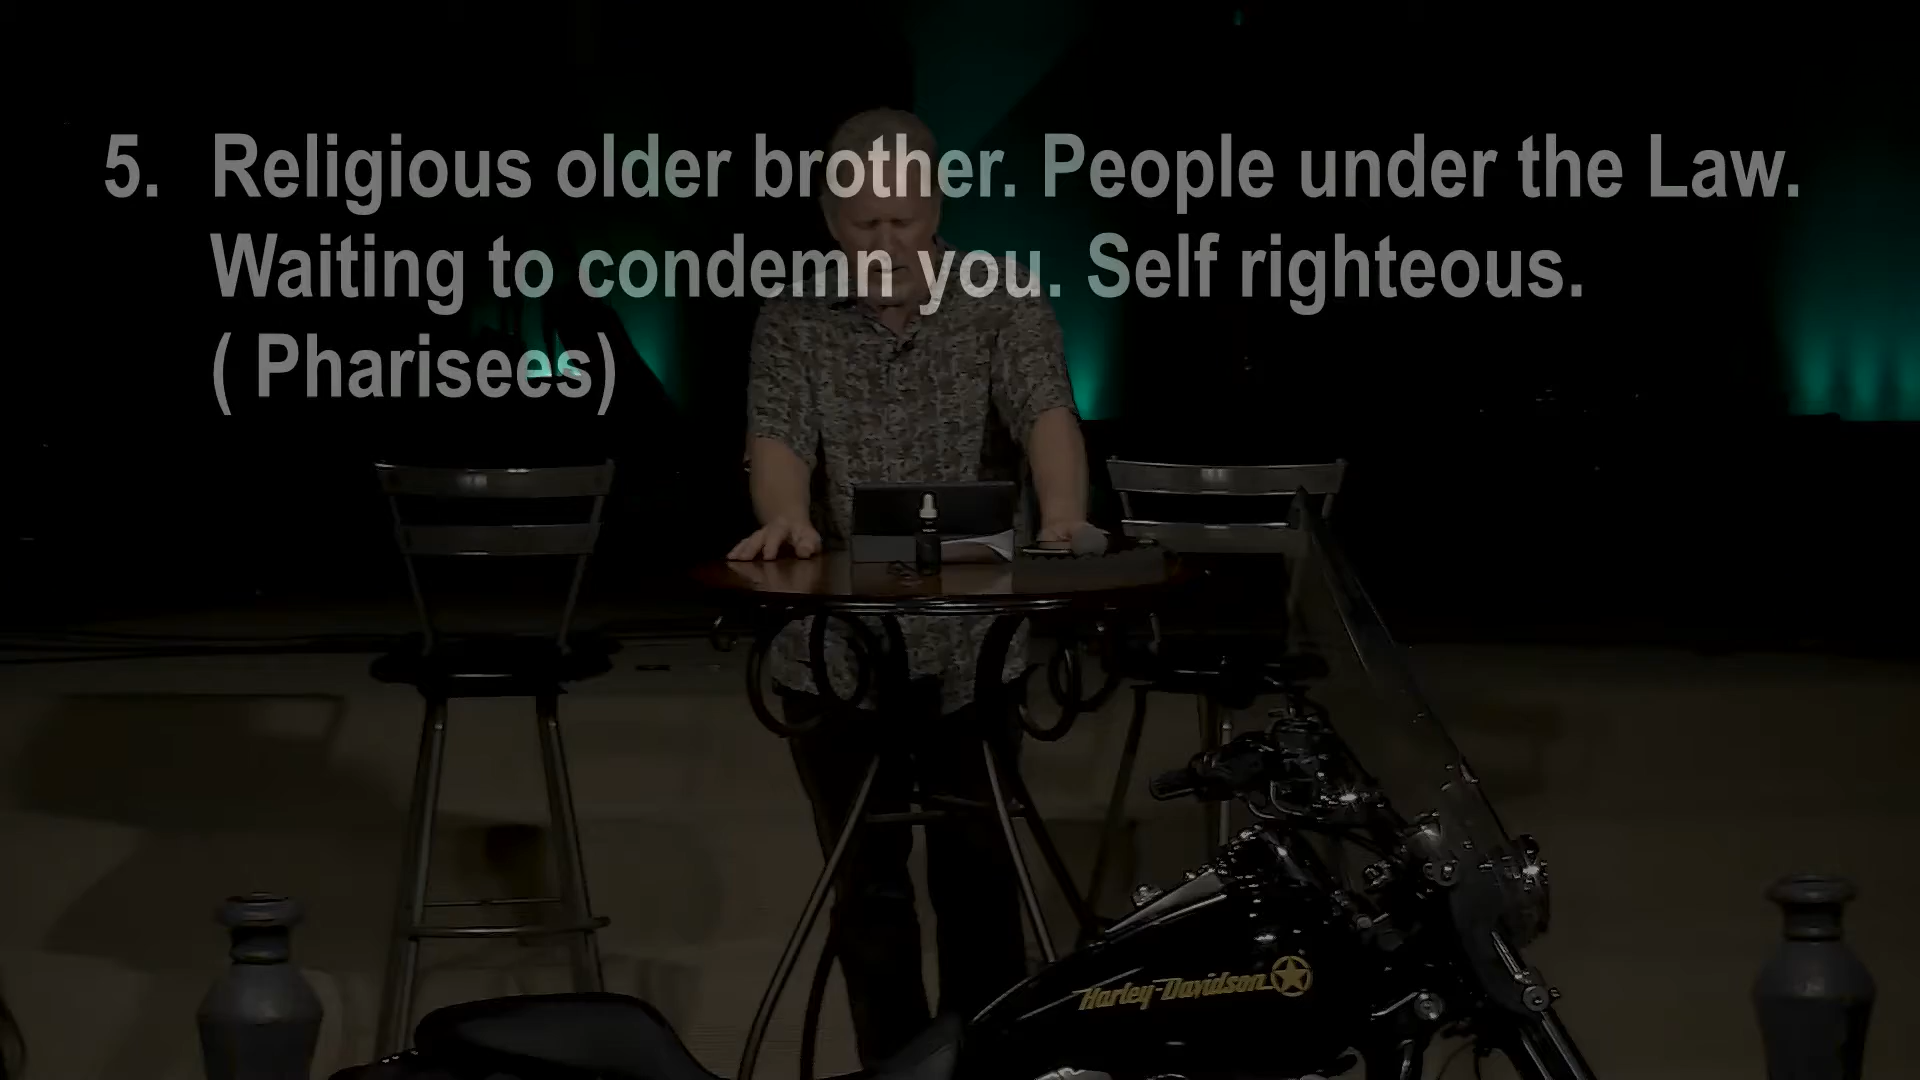 5. Religious older brother. People under the Law.
Waiting to condemn you. Self righteous.
( Pharisees)
Harley-Davidson